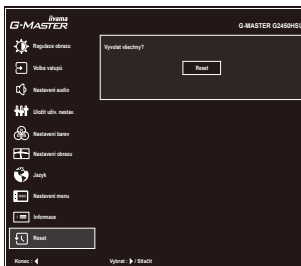 iiyama
G-MASTER
G-MASTER G2450HSU
Regulace obrazu
Vyvolat všechny?
Reset
Volba vstupů
Nastavení audio
Uložit uživ. nastav.
Nastavení barev
Nastavení obrazu
Jazyk
Nastavení menu
Informace
Reset
Konec :
Vybrat : / Stlačit